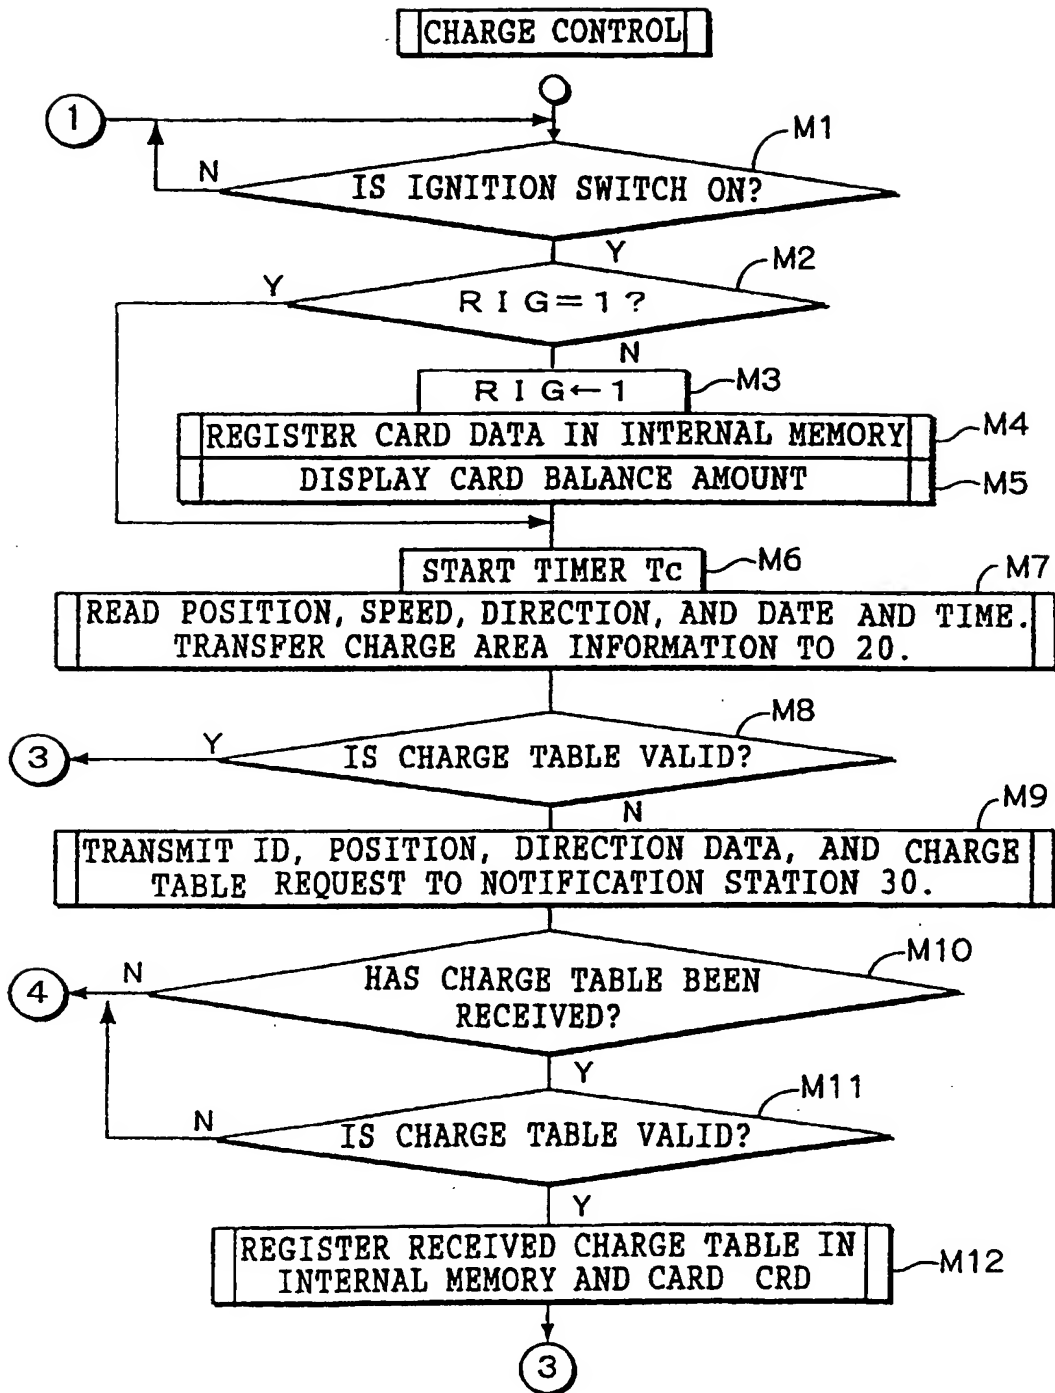 CHARGE CONTROL
1
M1
N
IS IGNITION SWITCH ON?
Y
M2
Y
RIG=1?
N
RIG←1
M3
REGISTER CARD DATA IN INTERNAL MEMORY
M4
DISPLAY CARD BALANCE AMOUNT
M5
START TIMER Tc
M6
M7
READ POSITION, SPEED, DIRECTION, AND DATE AND TIME.
TRANSFER CHARGE AREA INFORMATION TO 20.
M8
3
Y
IS CHARGE TABLE VALID?
N
M9
TRANSMIT ID, POSITION, DIRECTION DATA, AND CHARGE
TABLE REQUEST TO NOTIFICATION STATION 30.
M10
4
N
HAS CHARGE TABLE BEEN
RECEIVED?
Y
M11
N
IS CHARGE TABLE VALID?
Y
REGISTER RECEIVED CHARGE TABLE IN
INTERNAL MEMORY AND CARD CRD
M12
3